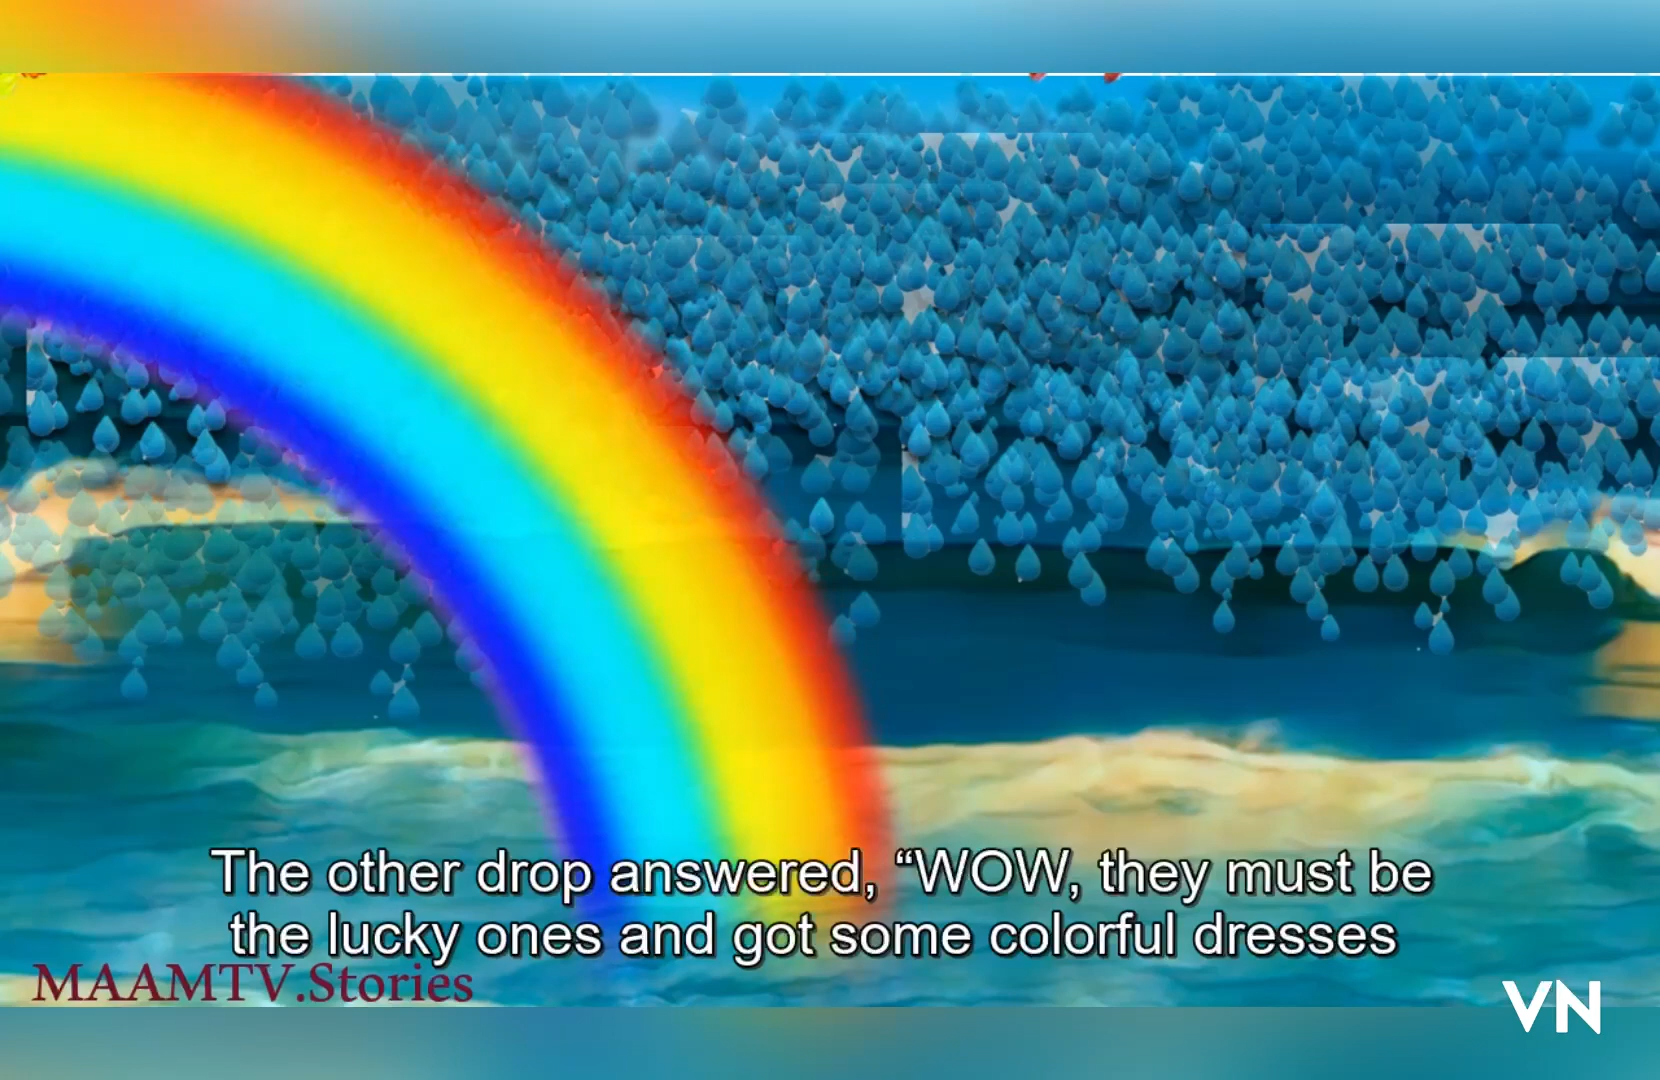 The other drop answered, “WOW, they must be
the lucky ones and got some colorful dresses
MAAMTV.Stories
VN